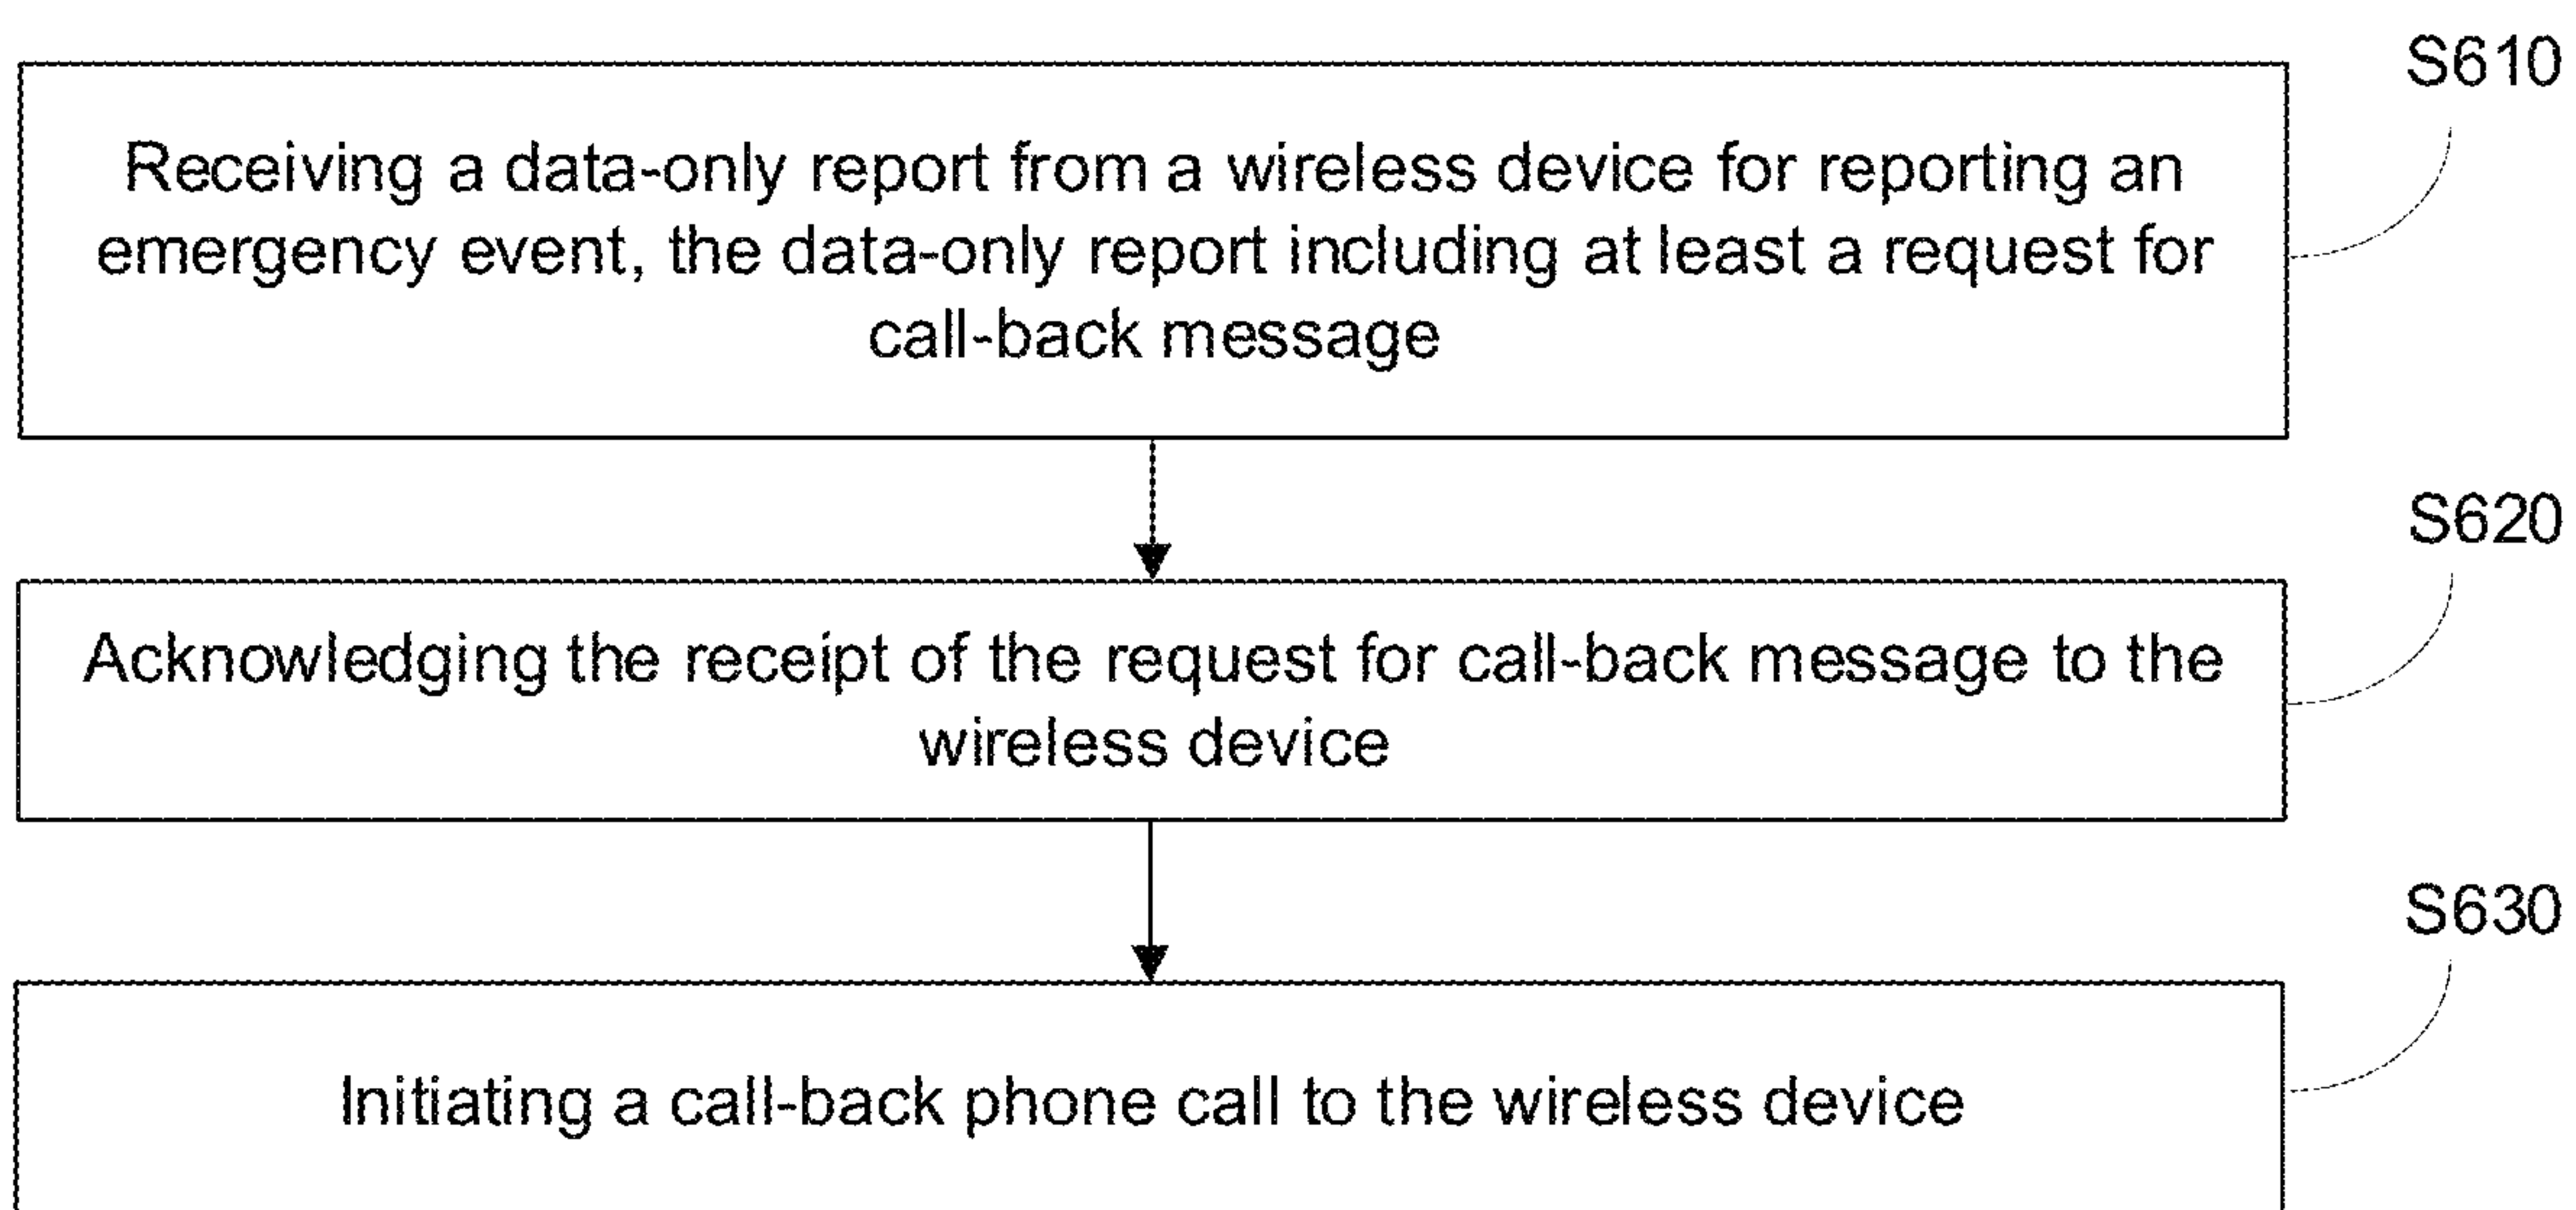 S610
Receiving a data-only report from a wireless device for reporting an
emergency event, the data-only report including at least a request for
call-back message
S620
Acknowledging the receipt of the request for call-back message to the
wireless device
S630
Initiating a call-back phone call to the wireless device